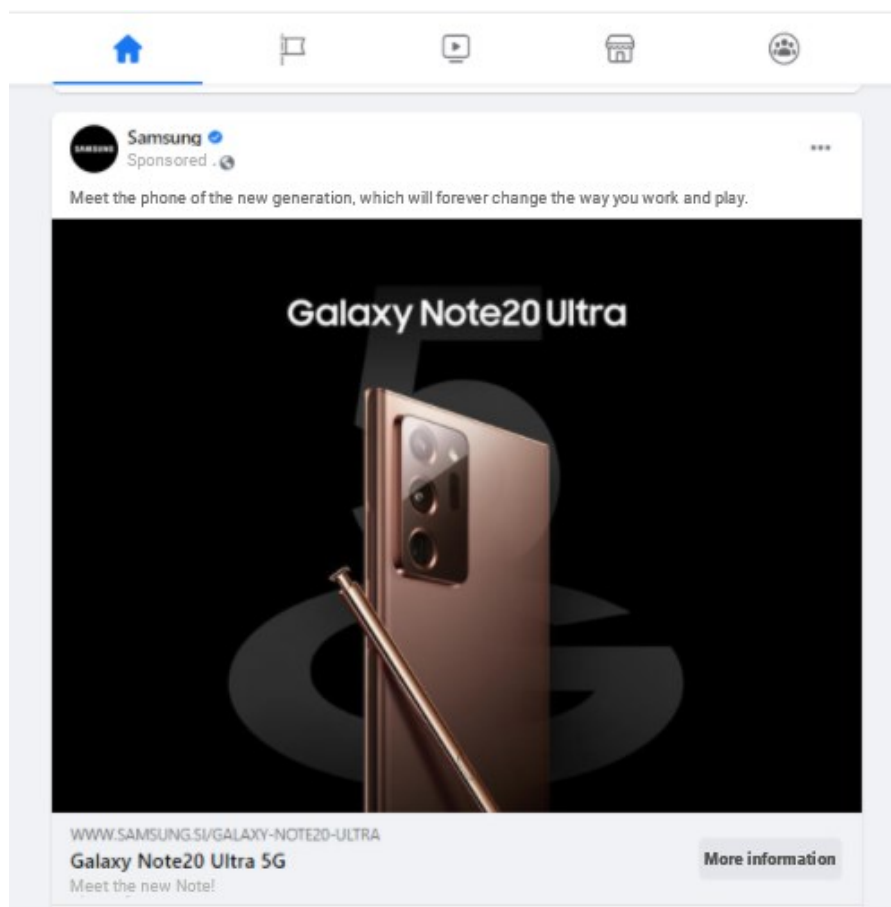 Samsung
SAMSUNG
Sponsored .
Meet the phone of the new generation, which will forever change the way you work and play.
5G
Galaxy Note20 Ultra
WWW.SAMSUNG.SI/GALAXY-NOTE20-ULTRA
Galaxy Note20 Ultra 5G
More information
Meet the new Note!